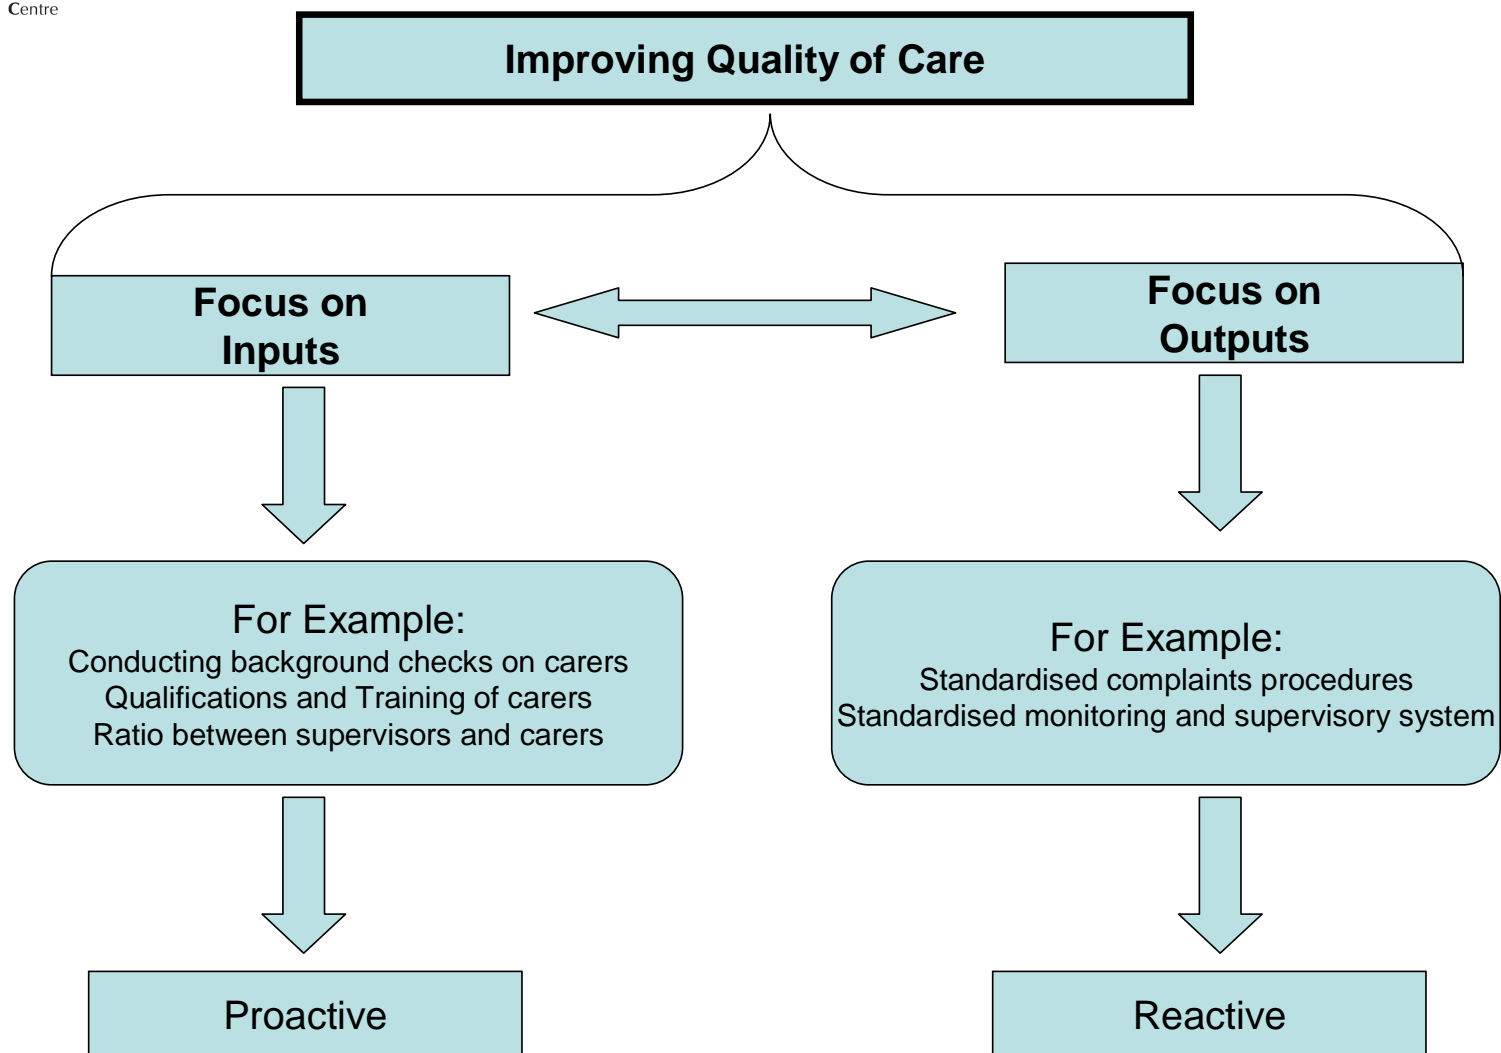 Centre
Improving Quality of Care
Focus on
Inputs
Focus on
Outputs
For Example:
Conducting background checks on carers
Qualifications and Training of carers
Ratio between supervisors and carers
For Example:
Standardised complaints procedures
Standardised monitoring and supervisory system
Proactive
Reactive